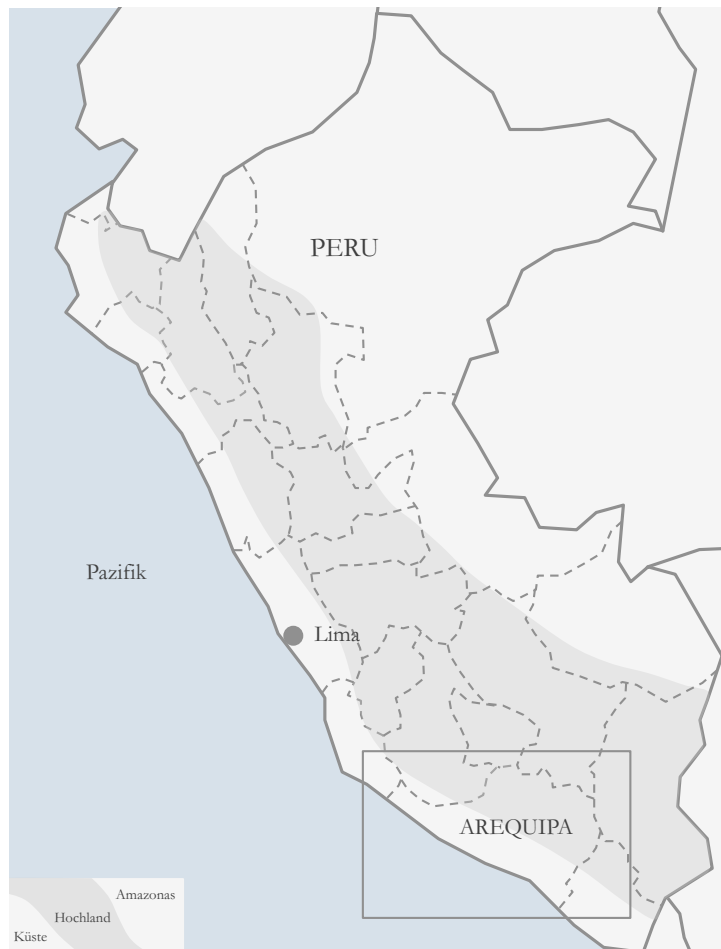 PERU
Pazifik
Lima
AREQUIPA
Amazonas
Hochland
Küste